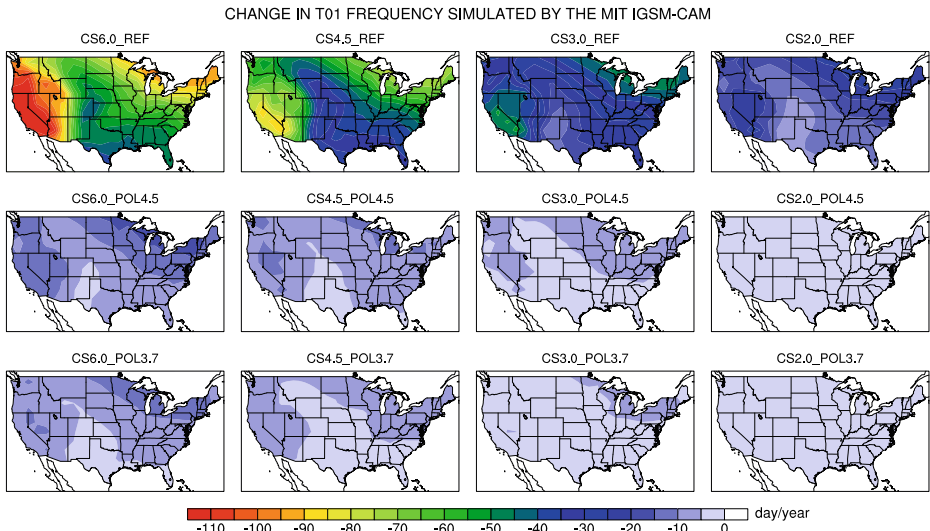 CHANGE IN T01 FREQUENCY SIMULATED BY THE MIT IGSM-CAM
CS6.0_REF CS4.5_REF CS3.0_REF CS2.0_REF
CS6.0_POL4.5 CS4.5_POL4.5 CS3.0_POL4.5 CS2.0_POL4.5
CS6.0_POL3.7 CS4.5_POL3.7 CS3.0_POL3.7 CS2.0_POL3.7
day/year
-110 -100 -90 -80 -70 -60 -50 -40 -30 -20 -10 0